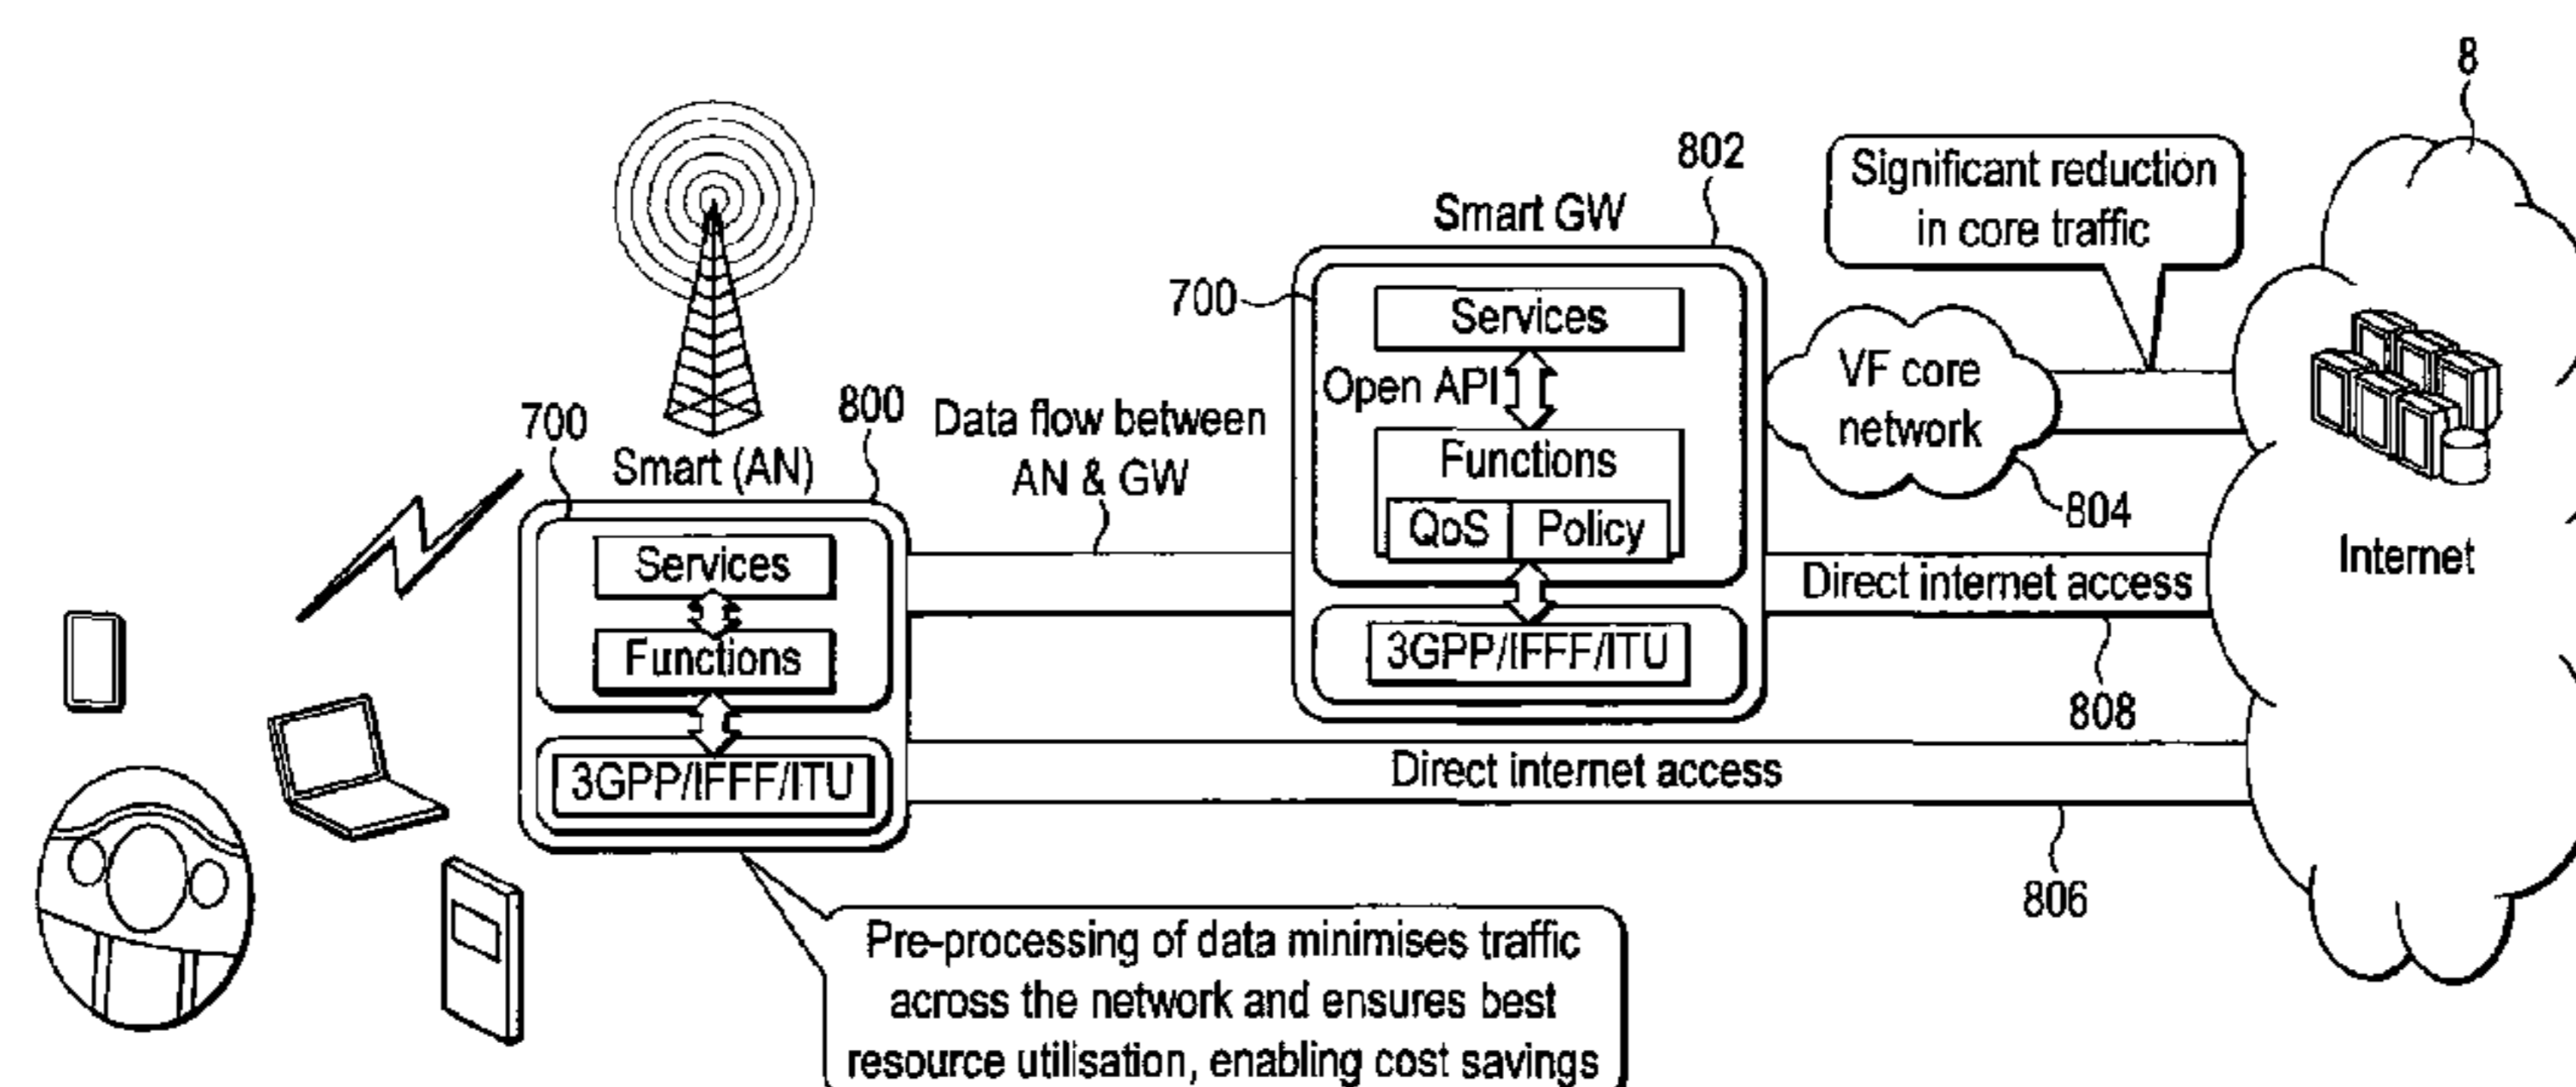 8
802
Significant reduction
in core traffic
Smart GW
700
Services
Open API
VF core
network
Functions
QoS
Policy
804
700
800
Smart (AN)
Data flow between
AN & GW
Services
Functions
3GPP/IFFF/ITU
3GPP/IFFF/ITU
Internet
Direct internet access
808
Direct internet access
806
Pre-processing of data minimises traffic
across the network and ensures best
resource utilisation, enabling cost savings